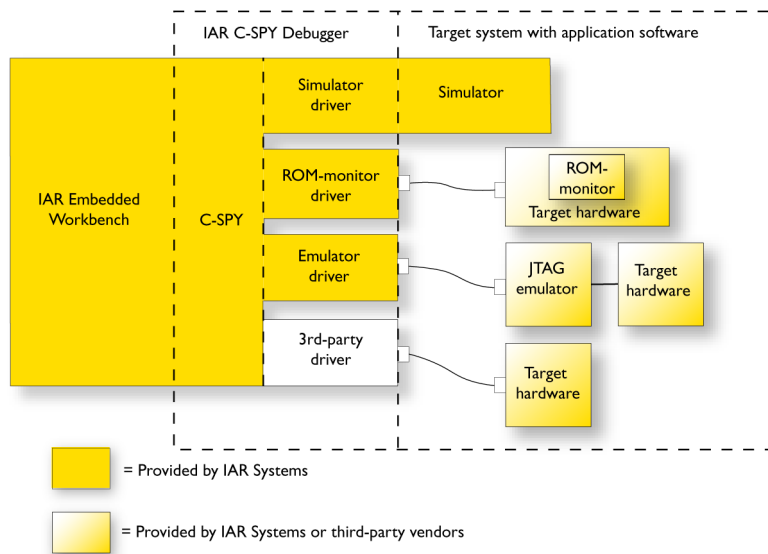 IAR C-SPY Debugger
Target system with application software
Simulator
driver
Simulator
ROM-monitor
driver
ROM-
monitor
Target hardware
IAR Embedded
Workbench
C-SPY
Emulator
driver
JTAG
emulator
Target
hardware
3rd-party
driver
Target
hardware
= Provided by IAR Systems
= Provided by IAR Systems or third-party vendors